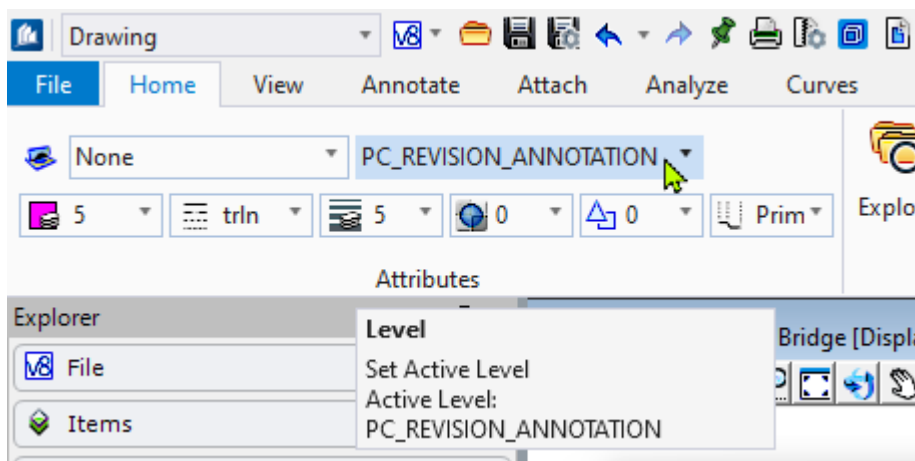 Drawing
File Home View Annotate Attach Analyze Curves
None PC_REVISION_ANNOTATION
5 trln 5 0 0 Prim
Explo
Attributes
Explorer
Level
Set Active Level
Active Level:
PC_REVISION_ANNOTATION
Bridge [Displa
V8 File
Items